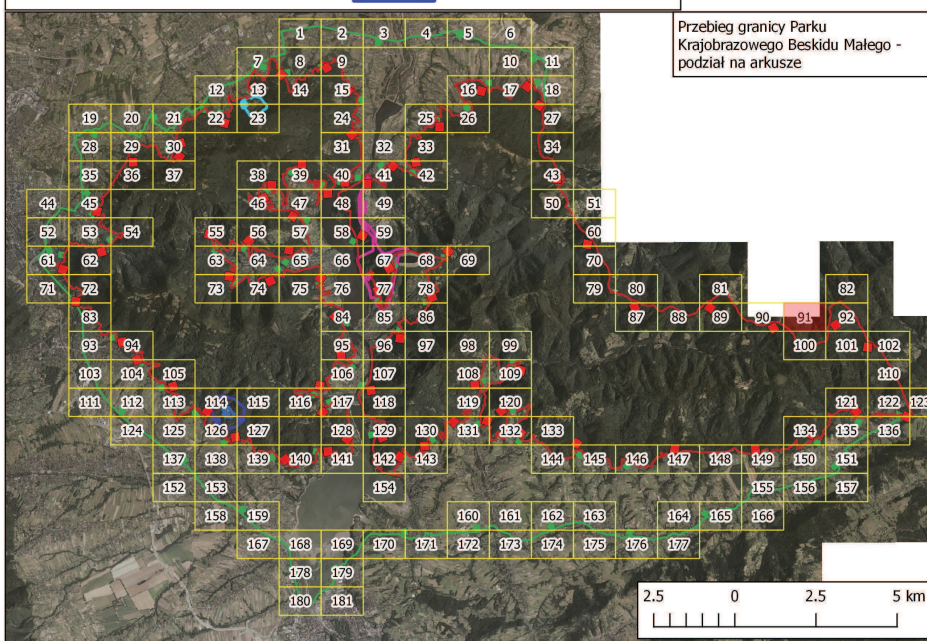 Przebieg granicy Parku
Krajobrazowego Beskidu Małego -
podział na arkusze
1 2 3 4 5 6
7 8 9 10 11
12 13 14 15 16 17 18
19 20 21 22 23 24 25 26 27
28 29 30 31 32 33 34
35 36 37 38 39 40 41 42 43
44 45 46 47 48 49 50 51
52 53 54 55 56 57 58 59 60
61 62 63 64 65 66 67 68 69 70
71 72 73 74 75 76 77 78 79 80 81 82
83 84 85 86 87 88 89 90 91 92
93 94 95 96 97 98 99 100 101 102
103 104 105 106 107 108 109 110
111 112 113 114 115 116 117 118 119 120 121 122 123
124 125 126 127 128 129 130 131 132 133 134 135 136
137 138 139 140 141 142 143 144 145 146 147 148 149 150 151
152 153 154 155 156 157
158 159 160 161 162 163 164 165 166
167 168 169 170 171 172 173 174 175 176 177
178 179
180 181
2.5 0 2.5 5 km